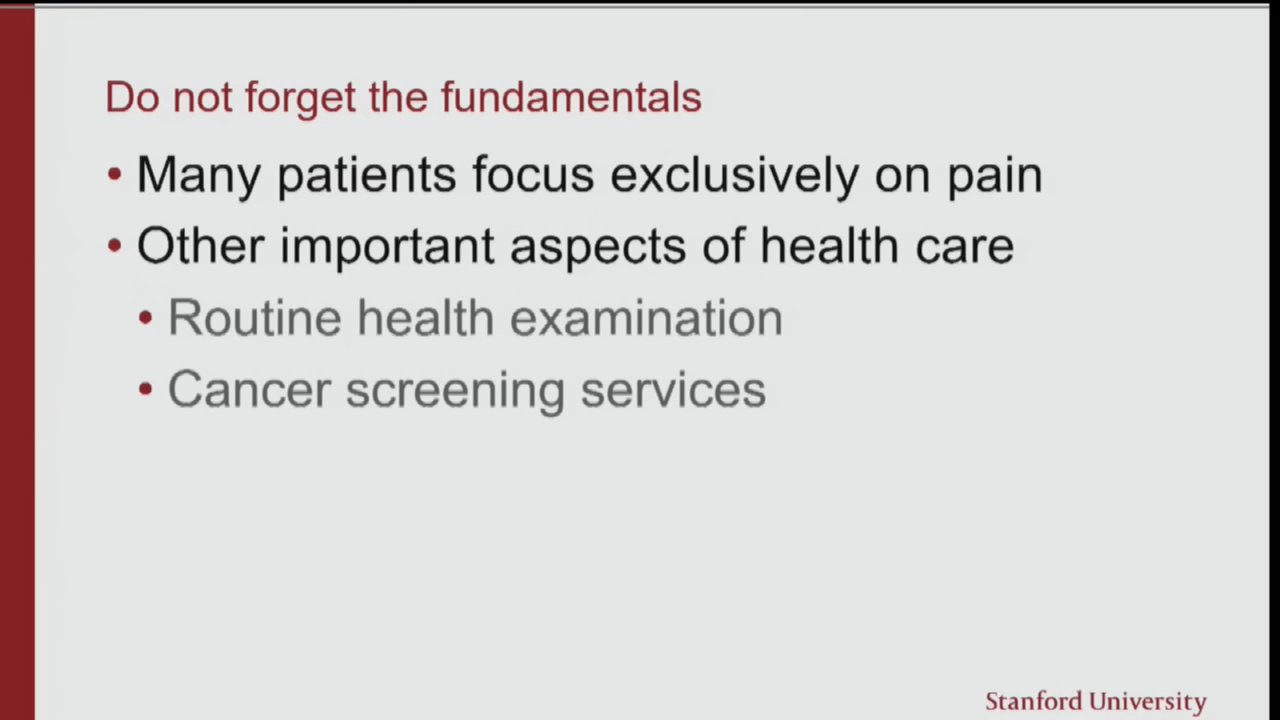 Do not forget the fundamentals
• Many patients focus exclusively on pain
• Other important aspects of health care
• Routine health examination
• Cancer screening services
Stanford University